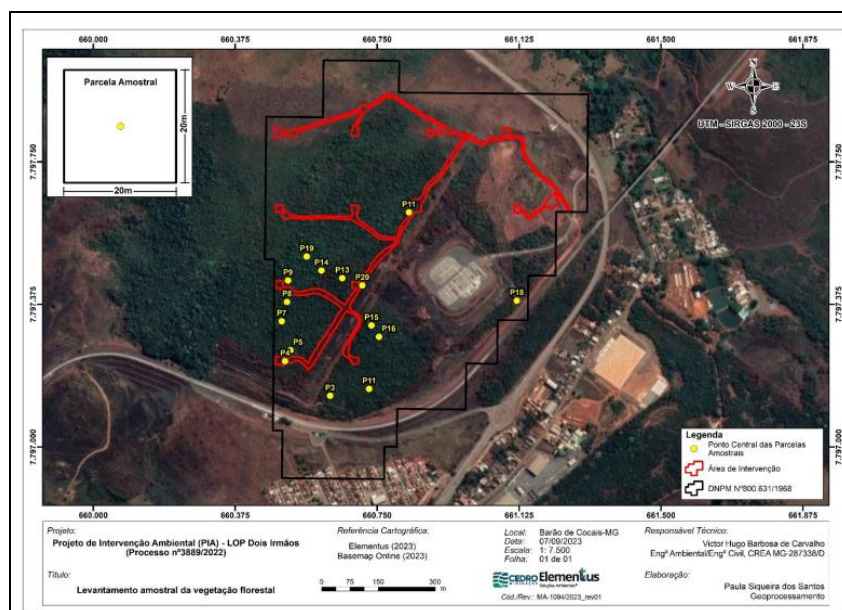 660.000 660.375 660.750 661.125 661.500 661.875
Parcela Amostral
20m
20m
N
W E
S
UTM - SIRGAS 2000 - 23S
7.797.750
7.797.375
7.797.000
P11
P19
P14
P13
P20
P9
P8
P7
P18
P15
P16
P5
P4
P3
P11
Legenda
Ponto Central das Parcelas
Amostrais
Área de Intervenção
DNPM Nº800.631/1968
Projeto:
Projeto de Intervenção Ambiental (PIA) - LOP Dois Irmãos
(Processo nº3889/2022)
Título:
Levantamento amostral da vegetação florestal
Referência Cartográfica:
Elementus (2023)
Basemap Online (2023)
0 75 150 300
m
Local: Barão de Cocais-MG
Data: 07/09/2023
Escala: 1: 7.500
Folha: 01 de 01
CEDRO
MINERAÇÃO
Elementus
Soluções Ambientais
Cod./Rev.: MA-1094/2023_rev01
Responsável Técnico:
Victor Hugo Barbosa de Carvalho
Engº Ambiental/Engº Civil, CREA MG-287338/D
Elaboração:
Paula Siqueira dos Santos
Geoprocessamento